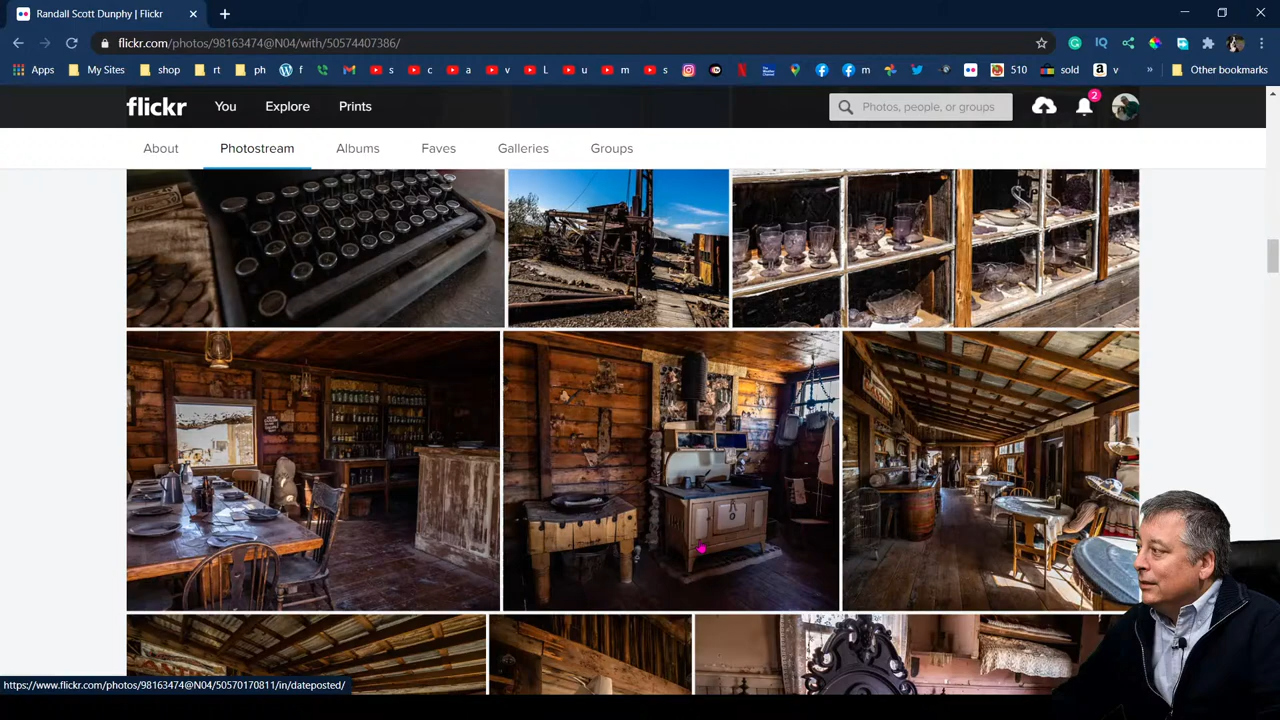 Randall Scott Dunphy | Flickr
flickr.com/photos/98163474@N04/with/50574407386/
Apps My Sites shop rt ph f s c a v L u m s f f m 510 sold a v » Other bookmarks
flickr You Explore Prints Photos, people, or groups 2
About Photostream Albums Faves Galleries Groups
https://www.flickr.com/photos/98163474@N04/50570170811/in/dateposted/